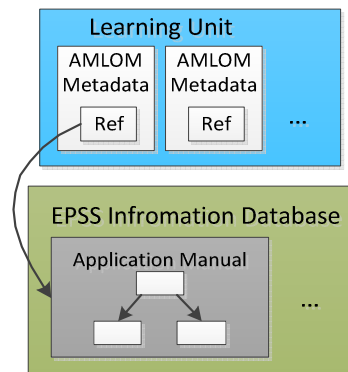 Learning Unit
AMLOM Metadata
Ref
AMLOM Metadata
Ref
...
EPSS Infromation Database
Application Manual
...